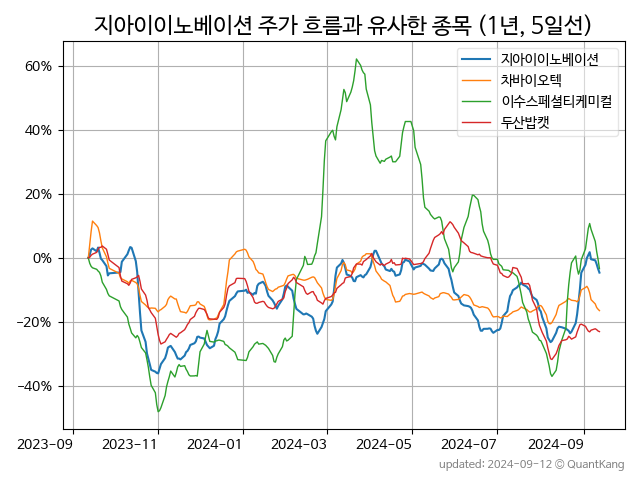 지아이이노베이션 주가 흐름과 유사한 종목 (1년, 5일선)
지아이이노베이션
차바이오텍
이수스페셜티케미컬
두산밥캣
60%
40%
20%
0%
−20%
−40%
2023-09
2023-11
2024-01
2024-03
2024-05
2024-07
2024-09
updated: 2024-09-12 © QuantKang